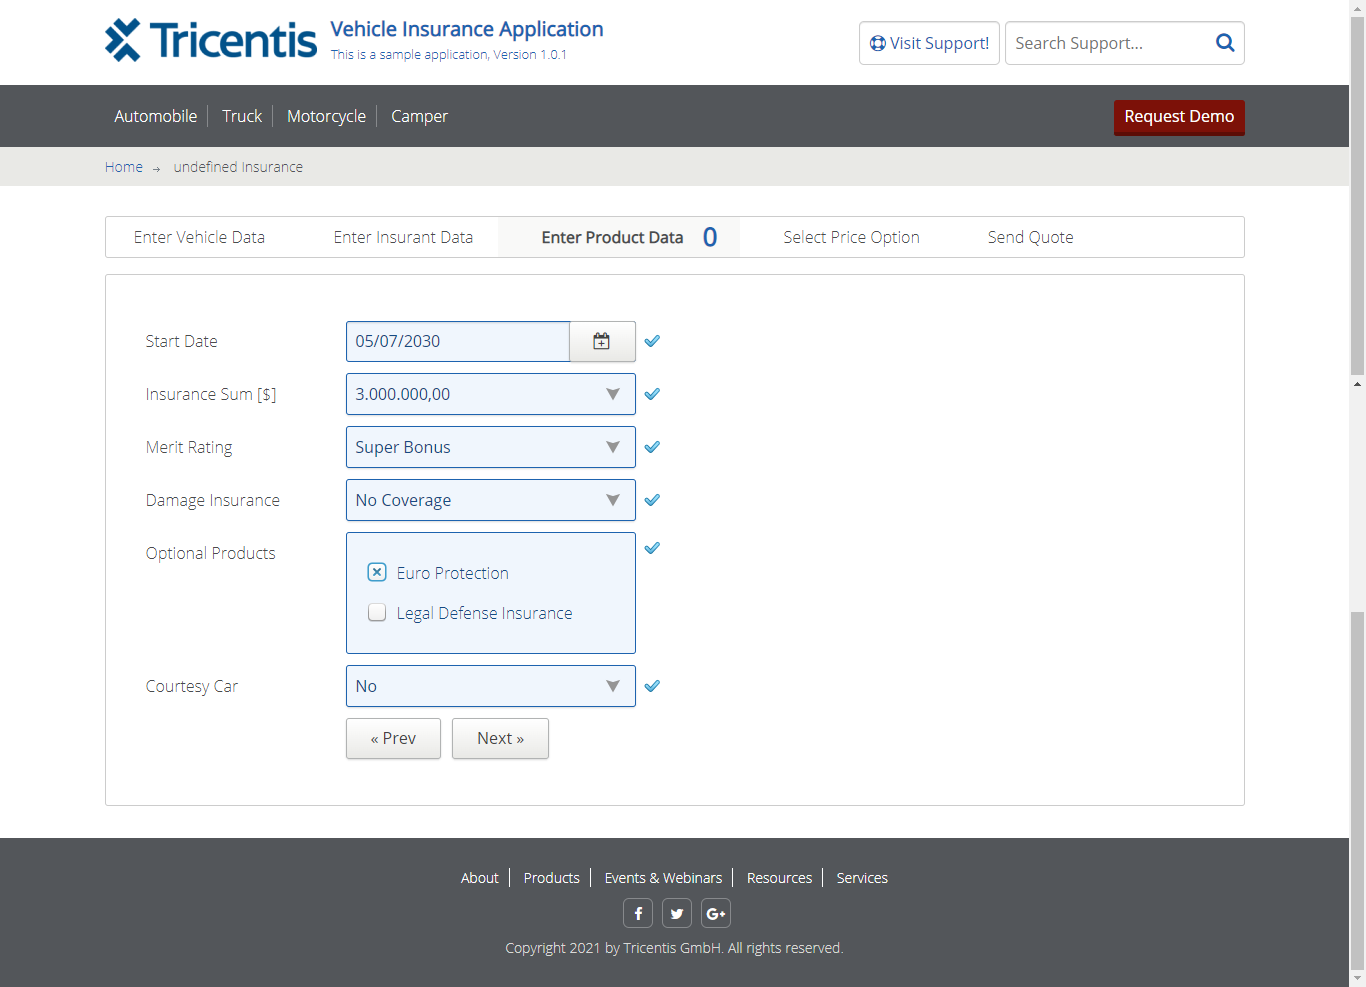 Tricentis
Vehicle Insurance Application
This is a sample application, Version 1.0.1
Visit Support!
Search Support...
Automobile
Truck
Motorcycle
Camper
Request Demo
Home → undefined Insurance
Enter Vehicle Data
Enter Insurant Data
Enter Product Data 0
Select Price Option
Send Quote
Start Date
05/07/2030
Insurance Sum [$]
3.000.000,00
Merit Rating
Super Bonus
Damage Insurance
No Coverage
Optional Products
Euro Protection
Legal Defense Insurance
Courtesy Car
No
« Prev
Next »
About
Products
Events & Webinars
Resources
Services
Copyright 2021 by Tricentis GmbH. All rights reserved.